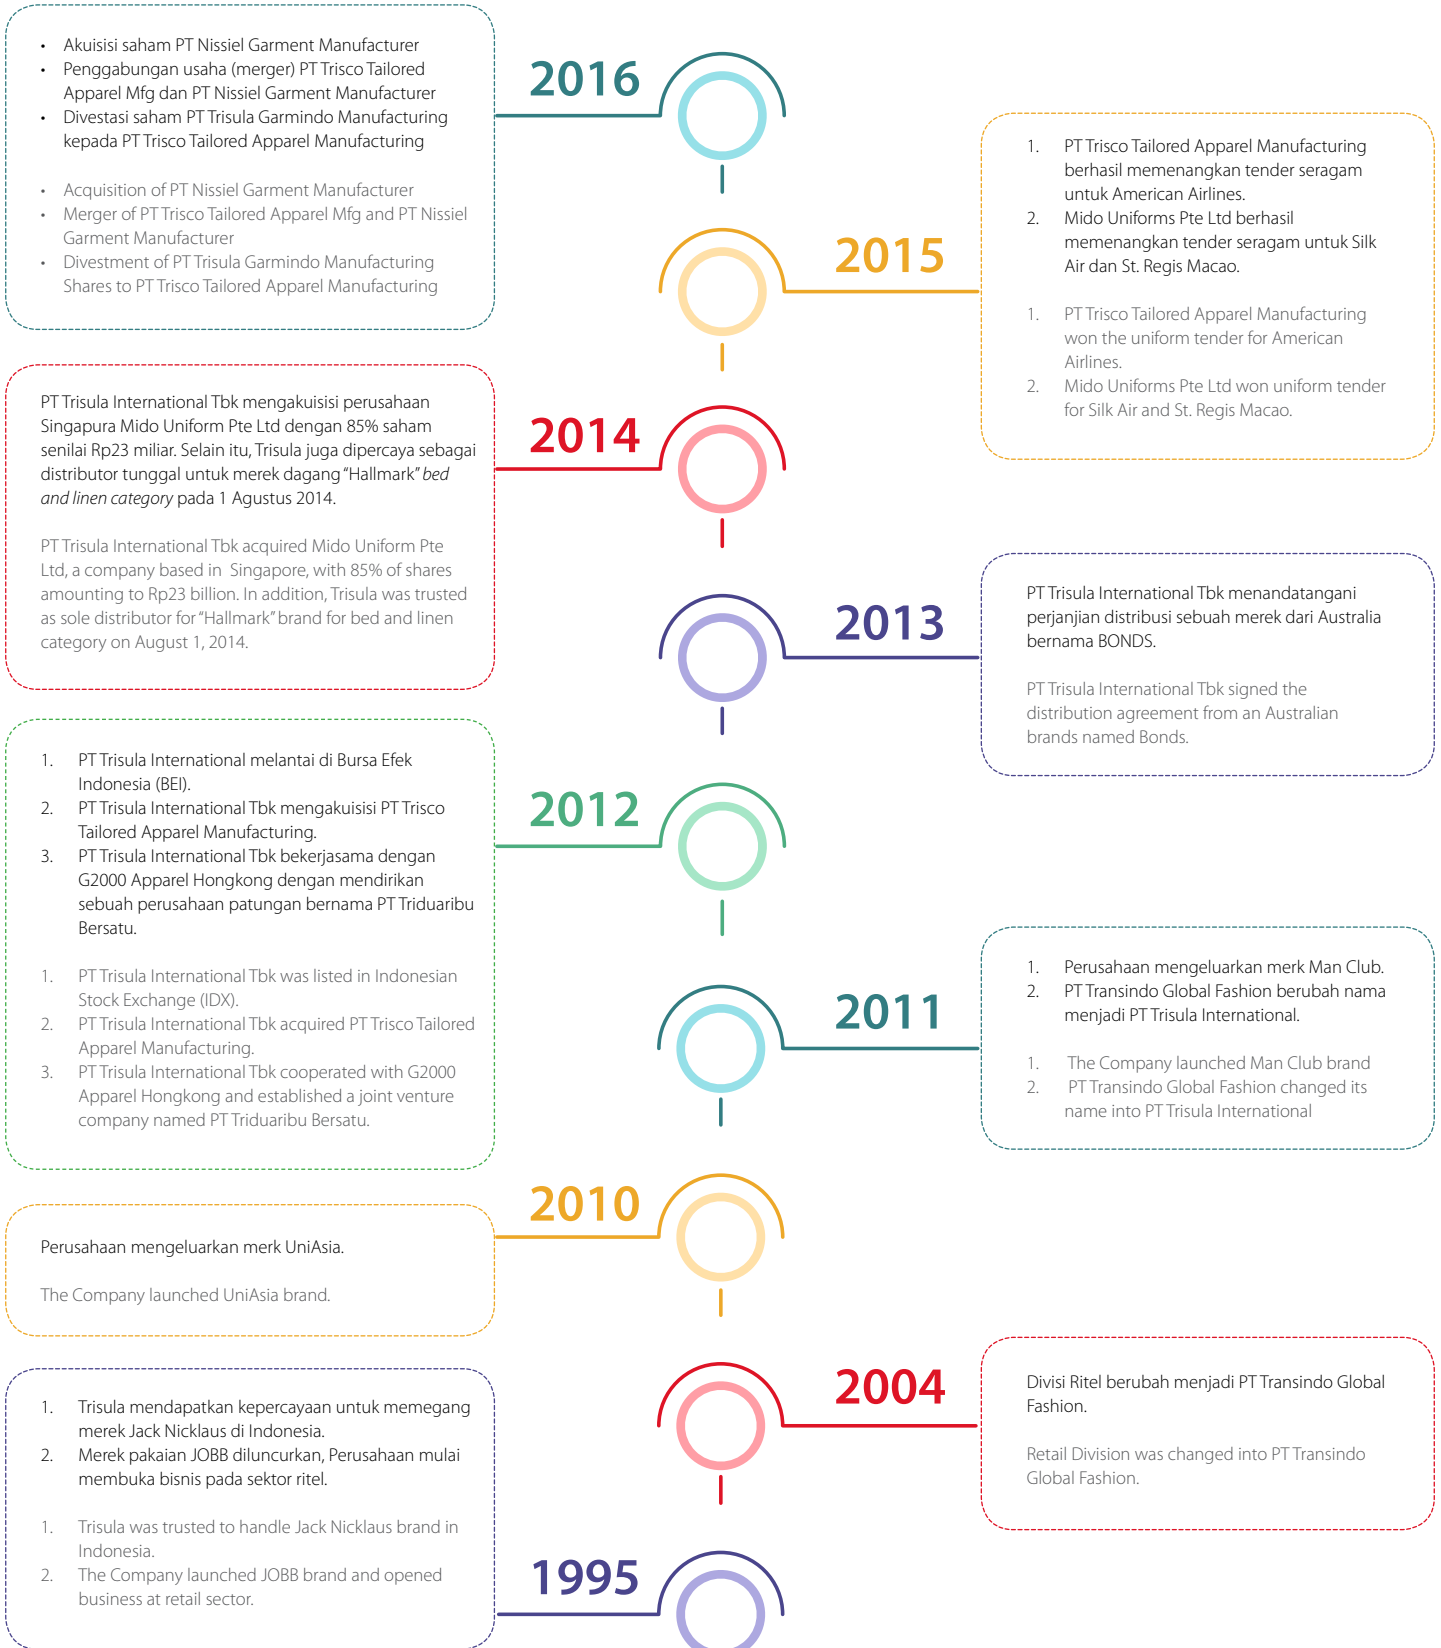 • Akuisisi saham PT Nissiel Garment Manufacturer
• Penggabungan usaha (merger) PT Trisco Tailored
Apparel Mfg dan PT Nissiel Garment Manufacturer
• Divestasi saham PT Trisula Garmindo Manufacturing
kepada PT Trisco Tailored Apparel Manufacturing
• Acquisition of PT Nissiel Garment Manufacturer
• Merger of PT Trisco Tailored Apparel Mfg and PT Nissiel
Garment Manufacturer
• Divestment of PT Trisula Garmindo Manufacturing
Shares to PT Trisco Tailored Apparel Manufacturing
2016
2015
1. PT Trisco Tailored Apparel Manufacturing
berhasil memenangkan tender seragam
untuk American Airlines.
2. Mido Uniforms Pte Ltd berhasil
memenangkan tender seragam untuk Silk
Air dan St. Regis Macao.
1. PT Trisco Tailored Apparel Manufacturing
won the uniform tender for American
Airlines.
2. Mido Uniforms Pte Ltd won uniform tender
for Silk Air and St. Regis Macao.
PT Trisula International Tbk mengakuisisi perusahaan
Singapura Mido Uniform Pte Ltd dengan 85% saham
senilai Rp23 miliar. Selain itu, Trisula juga dipercaya sebagai
distributor tunggal untuk merek dagang “Hallmark” bed
and linen category pada 1 Agustus 2014.
PT Trisula International Tbk acquired Mido Uniform Pte
Ltd, a company based in Singapore, with 85% of shares
amounting to Rp23 billion. In addition, Trisula was trusted
as sole distributor for “Hallmark” brand for bed and linen
category on August 1, 2014.
2014
2013
PT Trisula International Tbk menandatangani
perjanjian distribusi sebuah merek dari Australia
bernama BONDS.
PT Trisula International Tbk signed the
distribution agreement from an Australian
brands named Bonds.
1. PT Trisula International melantai di Bursa Efek
Indonesia (BEI).
2. PT Trisula International Tbk mengakuisisi PT Trisco
Tailored Apparel Manufacturing.
3. PT Trisula International Tbk bekerjasama dengan
G2000 Apparel Hongkong dengan mendirikan
sebuah perusahaan patungan bernama PT Triduaribu
Bersatu.
1. PT Trisula International Tbk was listed in Indonesian
Stock Exchange (IDX).
2. PT Trisula International Tbk acquired PT Trisco Tailored
Apparel Manufacturing.
3. PT Trisula International Tbk cooperated with G2000
Apparel Hongkong and established a joint venture
company named PT Triduaribu Bersatu.
2012
2011
1. Perusahaan mengeluarkan merk Man Club.
2. PT Transindo Global Fashion berubah nama
menjadi PT Trisula International.
1. The Company launched Man Club brand
2. PT Transindo Global Fashion changed its
name into PT Trisula International
Perusahaan mengeluarkan merk UniAsia.
The Company launched UniAsia brand.
2010
2004
Divisi Ritel berubah menjadi PT Transindo Global
Fashion.
Retail Division was changed into PT Transindo
Global Fashion.
1. Trisula mendapatkan kepercayaan untuk memegang
merek Jack Nicklaus di Indonesia.
2. Merek pakaian JOBB diluncurkan, Perusahaan mulai
membuka bisnis pada sektor ritel.
1. Trisula was trusted to handle Jack Nicklaus brand in
Indonesia.
2. The Company launched JOBB brand and opened
business at retail sector.
1995